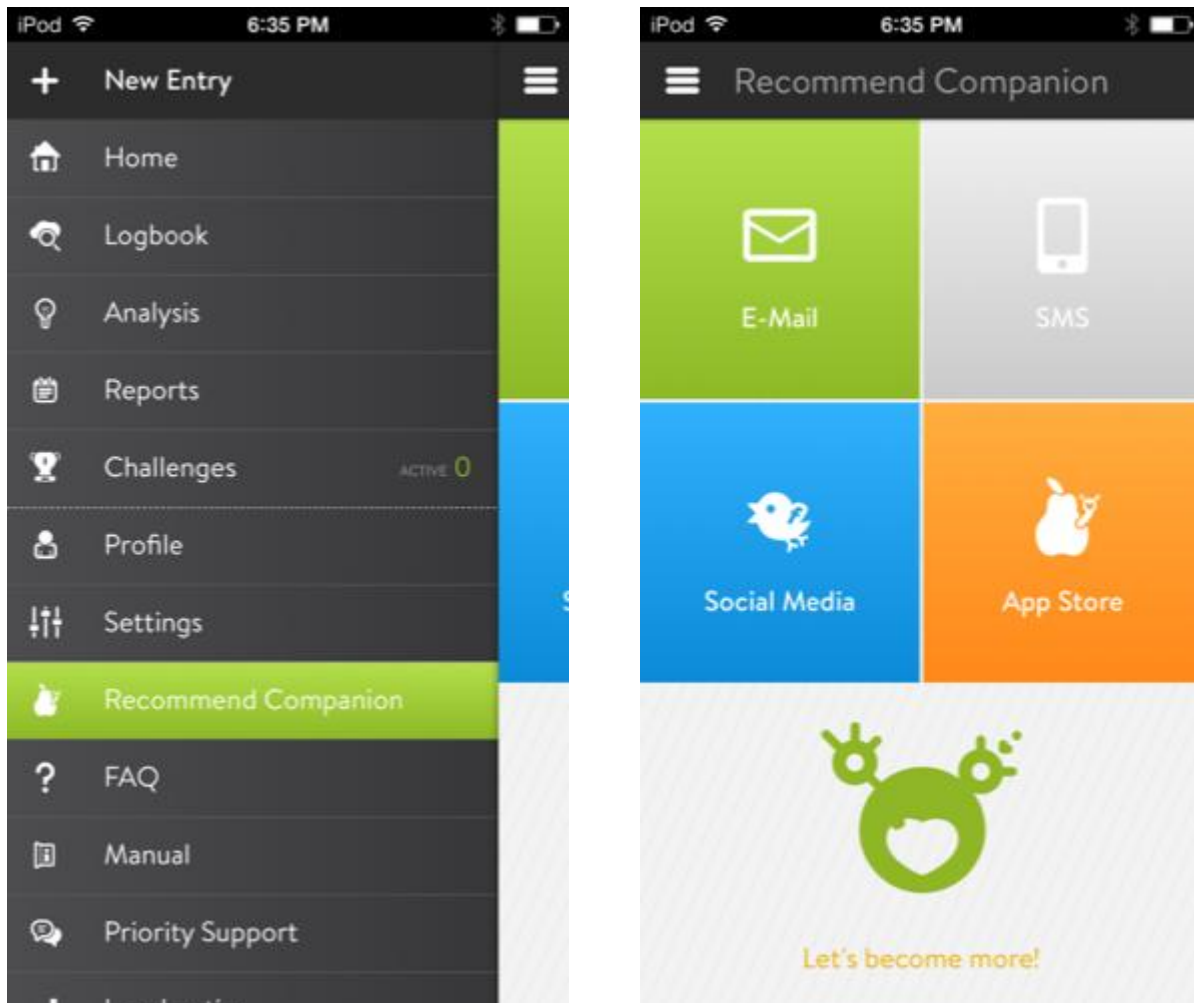 iPod 6:35 PM
New Entry
Home
Logbook
Analysis
Reports
Challenges ACTIVE 0
Profile
Settings
Recommend Companion
FAQ
Manual
Priority Support
iPod 6:35 PM
Recommend Companion
E-Mail SMS
Social Media App Store
Let's become more!